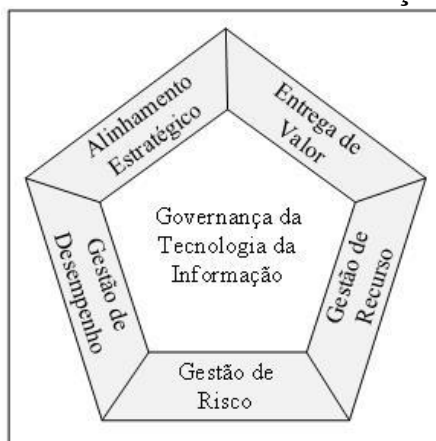 Alinhamento
Estratégico
Entrega de
Valor
Governança da
Tecnologia da
Informação
Gestão de
Desempenho
Gestão de
Recurso
Gestão de
Risco